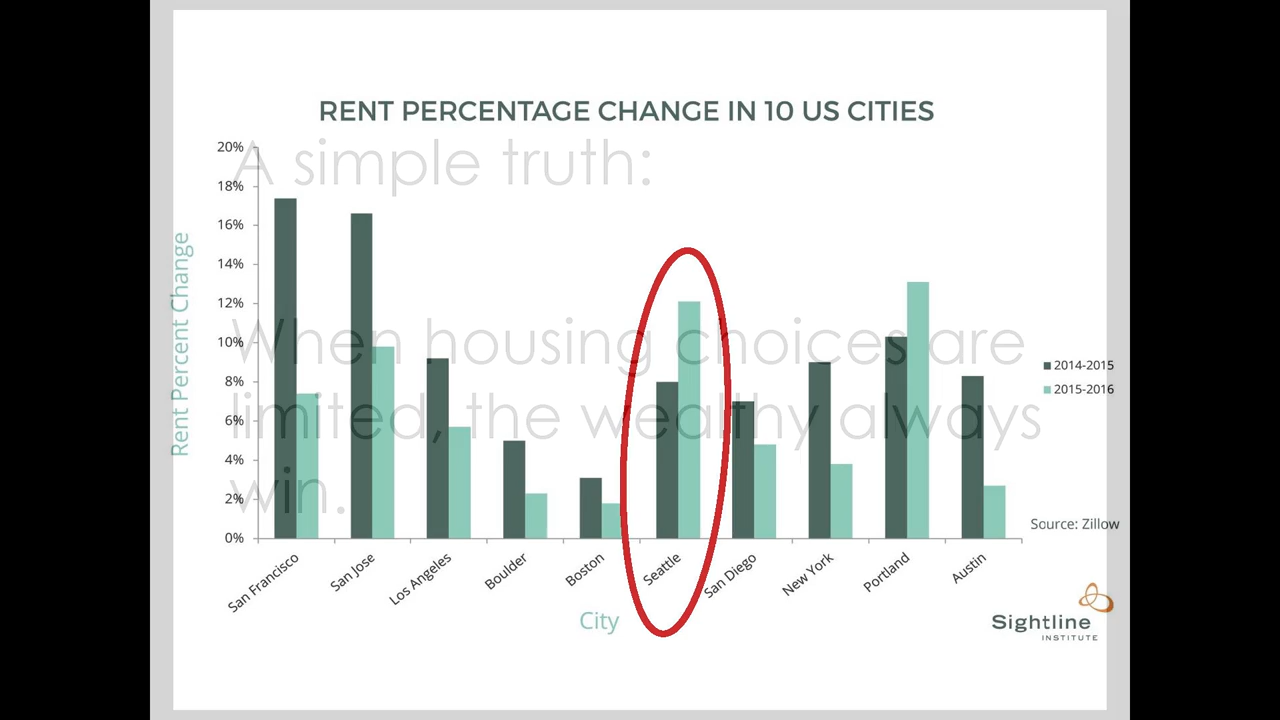 RENT PERCENTAGE CHANGE IN 10 US CITIES
A simple truth:
When housing choices are
limited, the wealthy always
win.
Rent Percent Change
20%
18%
16%
14%
12%
10%
8%
6%
4%
2%
0%
San Francisco
San Jose
Los Angeles
Boulder
Boston
Seattle
San Diego
New York
Portland
Austin
City
2014-2015
2015-2016
Source: Zillow
Sightline
INSTITUTE